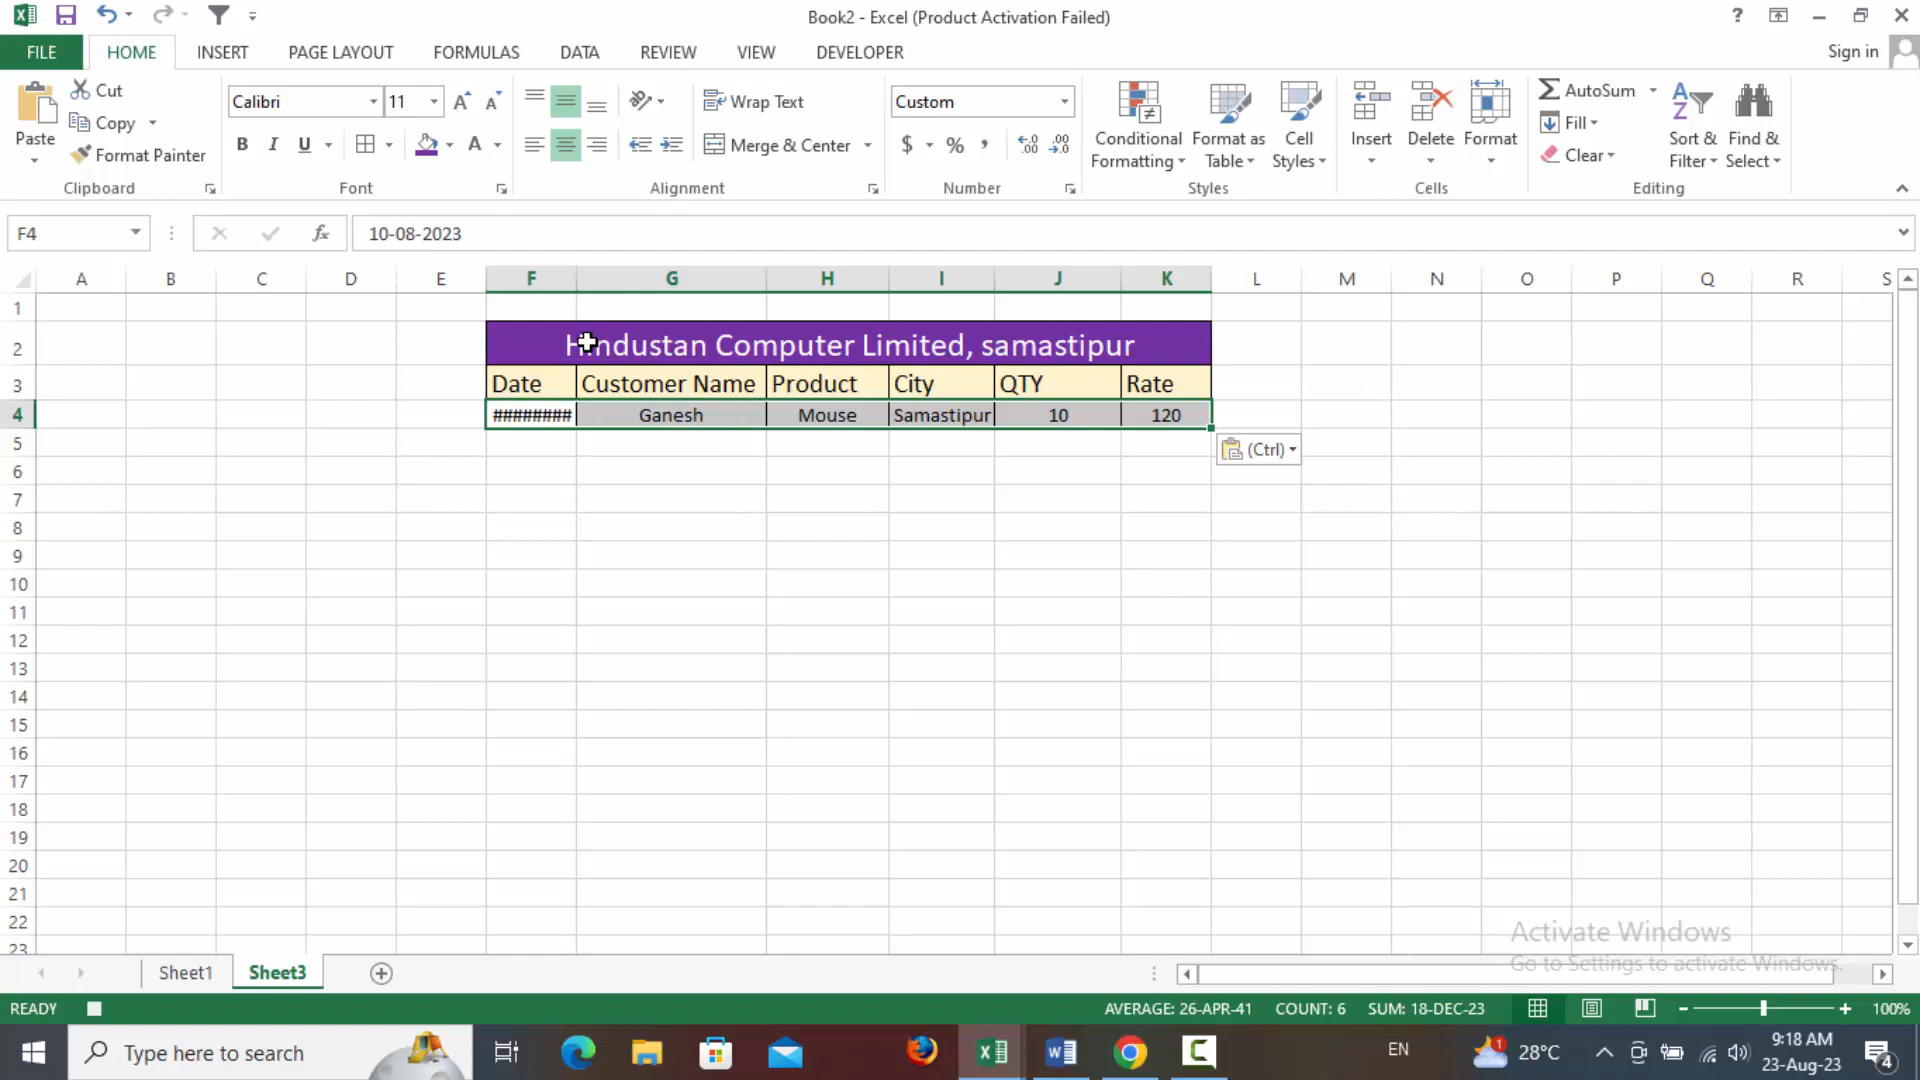 Book2 - Excel (Product Activation Failed)
?
FILE HOME INSERT PAGE LAYOUT FORMULAS DATA REVIEW VIEW DEVELOPER Sign in
Cut
Copy
Format Painter
Paste
Clipboard
Calibri 11
B I U A
Font
Wrap Text
Merge & Center
Alignment
Custom
$ % ,
Number
Conditional Formatting
Format as Table
Cell Styles
Styles
Insert
Delete
Format
Cells
AutoSum
Fill
Clear
Sort & Filter
Find & Select
Editing
F4 fx 10-08-2023
A B C D E F G H I J K L M N O P Q R S
1
2 Hindustan Computer Limited, samastipur
3 Date Customer Name Product City QTY Rate
4 ######## Ganesh Mouse Samastipur 10 120
5 (Ctrl)
6
7
8
9
10
11
12
13
14
15
16
17
18
19
20
21
22
23
Activate Windows
Go to Settings to activate Windows.
Sheet1 Sheet3
READY AVERAGE: 26-APR-41 COUNT: 6 SUM: 18-DEC-23 100%
Type here to search EN 1 28°C 9:18 AM
23-Aug-23 4